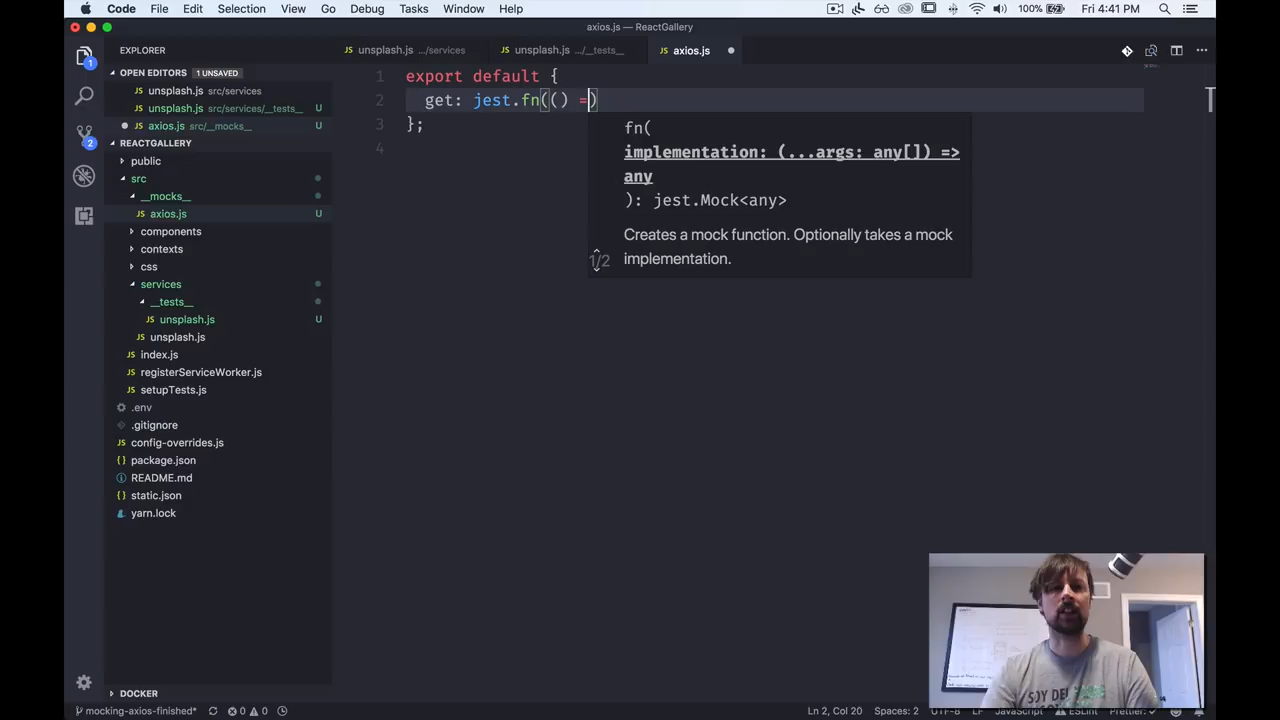 Code File Edit Selection View Go Debug Tasks Window Help 100% Fri 4:41 PM
axios.js — ReactGallery
EXPLORER
unsplash.js .../services
unsplash.js .../__tests__
axios.js
OPEN EDITORS 1 UNSAVED
unsplash.js src/services
unsplash.js src/services/__tests__ U
axios.js src/__mocks__ U
REACTGALLERY
public
src
__mocks__
axios.js U
components
contexts
css
services
__tests__
unsplash.js U
unsplash.js
index.js
registerServiceWorker.js
setupTests.js
.env
.gitignore
config-overrides.js
package.json
README.md
static.json
yarn.lock
DOCKER
1 export default {
2 get: jest.fn(() =)
3 };
4
fn(
implementation: (...args: any[]) =>
any
): jest.Mock<any>
Creates a mock function. Optionally takes a mock
implementation.
1/2
SOY DEL
mocking-axios-finished* 0 0 Ln 2, Col 20 Spaces: 2 UTF-8 LF JavaScript ESLint Prettier: ✓